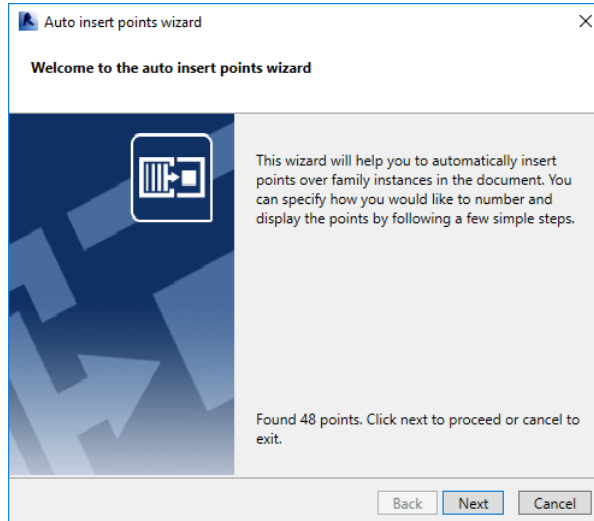 Auto insert points wizard
Welcome to the auto insert points wizard
This wizard will help you to automatically insert
points over family instances in the document. You
can specify how you would like to number and
display the points by following a few simple steps.
Found 48 points. Click next to proceed or cancel to
exit.
Back Next Cancel